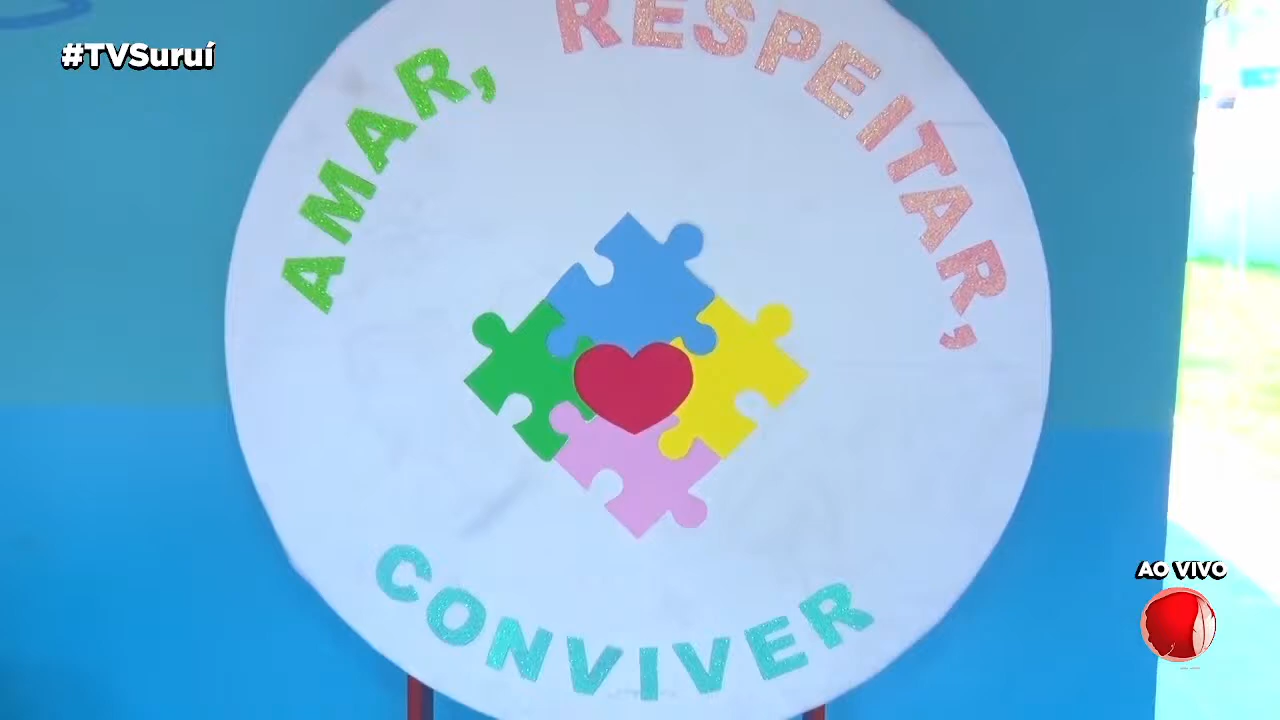 #TVSuruí
AMAR,
RESPEITAR,
CONVIVER
AO VIVO